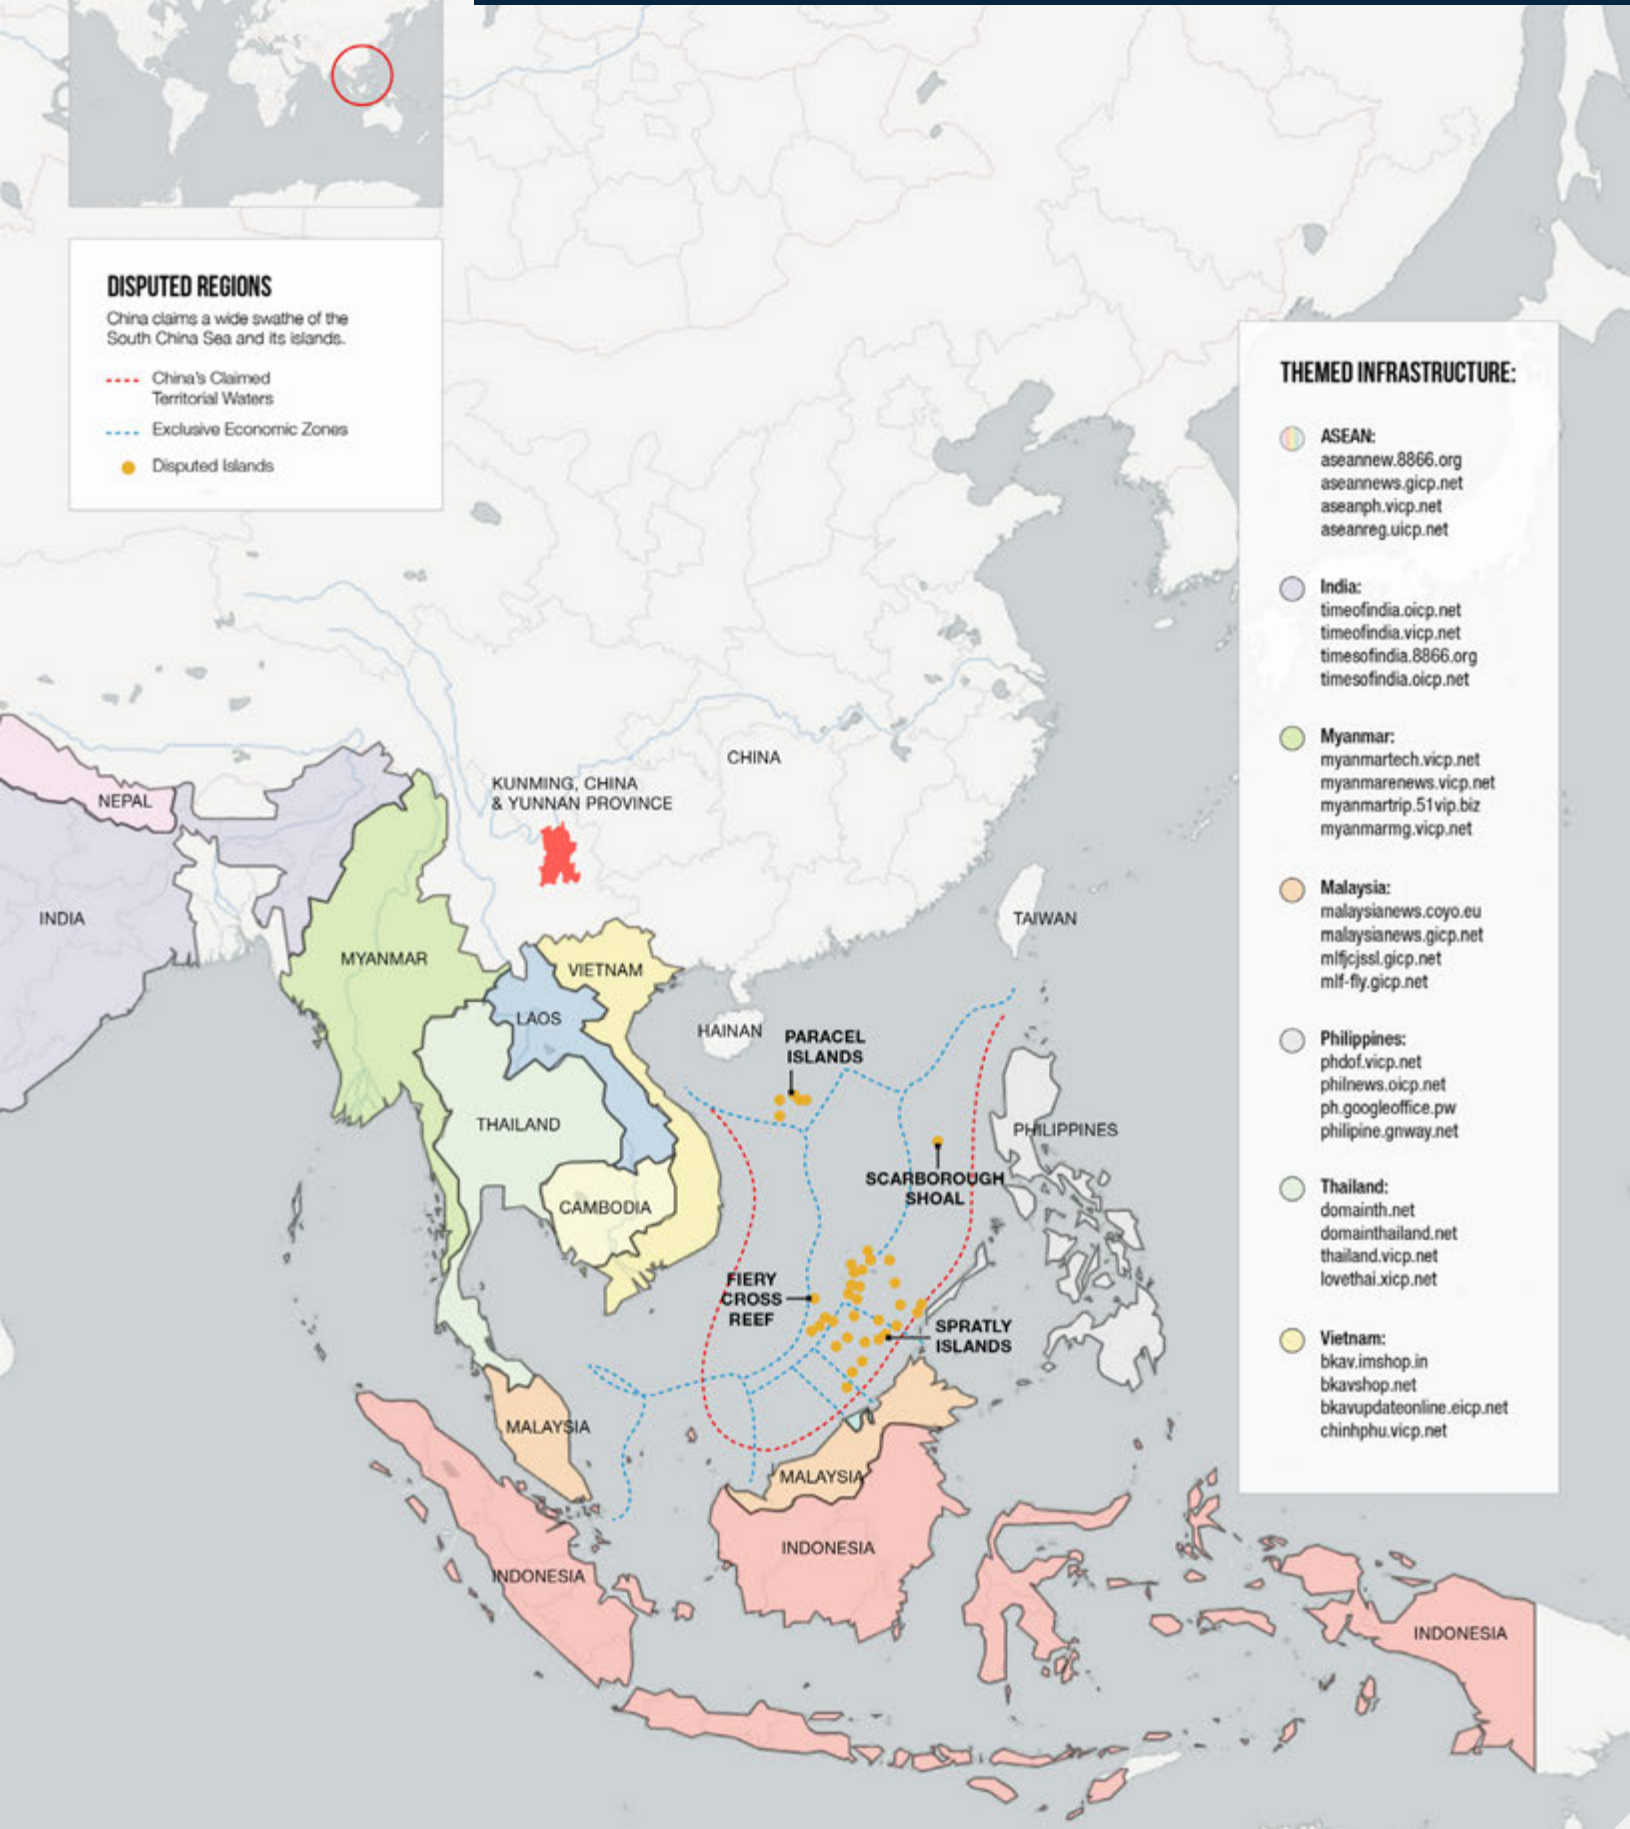 DISPUTED REGIONS
China claims a wide swathe of the
South China Sea and its islands.
China's Claimed
Territorial Waters
Exclusive Economic Zones
Disputed Islands
THEMED INFRASTRUCTURE:
ASEAN:
aseannew.8866.org
aseannews.gicp.net
aseanph.vicp.net
aseanreg.uicp.net
India:
timeofindia.oicp.net
timeofindia.vicp.net
timesofindia.8866.org
timesofindia.oicp.net
Myanmar:
myanmartech.vicp.net
myanmarenews.vicp.net
myanmartrip.51vip.biz
myanmarmg.vicp.net
Malaysia:
malaysianews.coyo.eu
malaysianews.gicp.net
mlfjcjssl.gicp.net
mlf-fly.gicp.net
Philippines:
phdof.vicp.net
philnews.oicp.net
ph.googleoffice.pw
philipine.gnway.net
Thailand:
domainth.net
domainthailand.net
thailand.vicp.net
lovethai.xicp.net
Vietnam:
bkav.imshop.in
bkavshop.net
bkavupdateonline.eicp.net
chinhphu.vicp.net
CHINA
KUNMING, CHINA
& YUNNAN PROVINCE
NEPAL
INDIA
TAIWAN
MYANMAR
VIETNAM
LAOS
HAINAN
PARACEL
ISLANDS
THAILAND
PHILIPPINES
SCARBOROUGH
SHOAL
CAMBODIA
FIERY
CROSS
REEF
SPRATLY
ISLANDS
MALAYSIA
MALAYSIA
INDONESIA
INDONESIA
INDONESIA